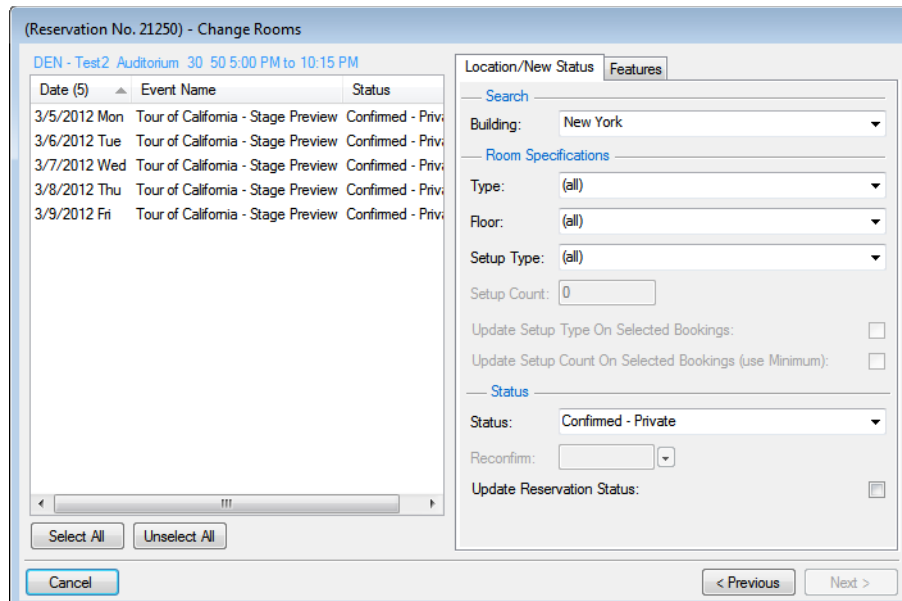 (Reservation No. 21250) - Change Rooms
DEN - Test2 Auditorium 30 50 5:00 PM to 10:15 PM
Date (5) Event Name Status
3/5/2012 Mon Tour of California - Stage Preview Confirmed - Priv
3/6/2012 Tue Tour of California - Stage Preview Confirmed - Priv
3/7/2012 Wed Tour of California - Stage Preview Confirmed - Priv
3/8/2012 Thu Tour of California - Stage Preview Confirmed - Priv
3/9/2012 Fri Tour of California - Stage Preview Confirmed - Priv
Select All Unselect All
Location/New Status Features
Search
Building: New York
Room Specifications
Type: (all)
Floor: (all)
Setup Type: (all)
Setup Count: 0
Update Setup Type On Selected Bookings:
Update Setup Count On Selected Bookings (use Minimum):
Status
Status: Confirmed - Private
Reconfirm:
Update Reservation Status:
Cancel < Previous Next >